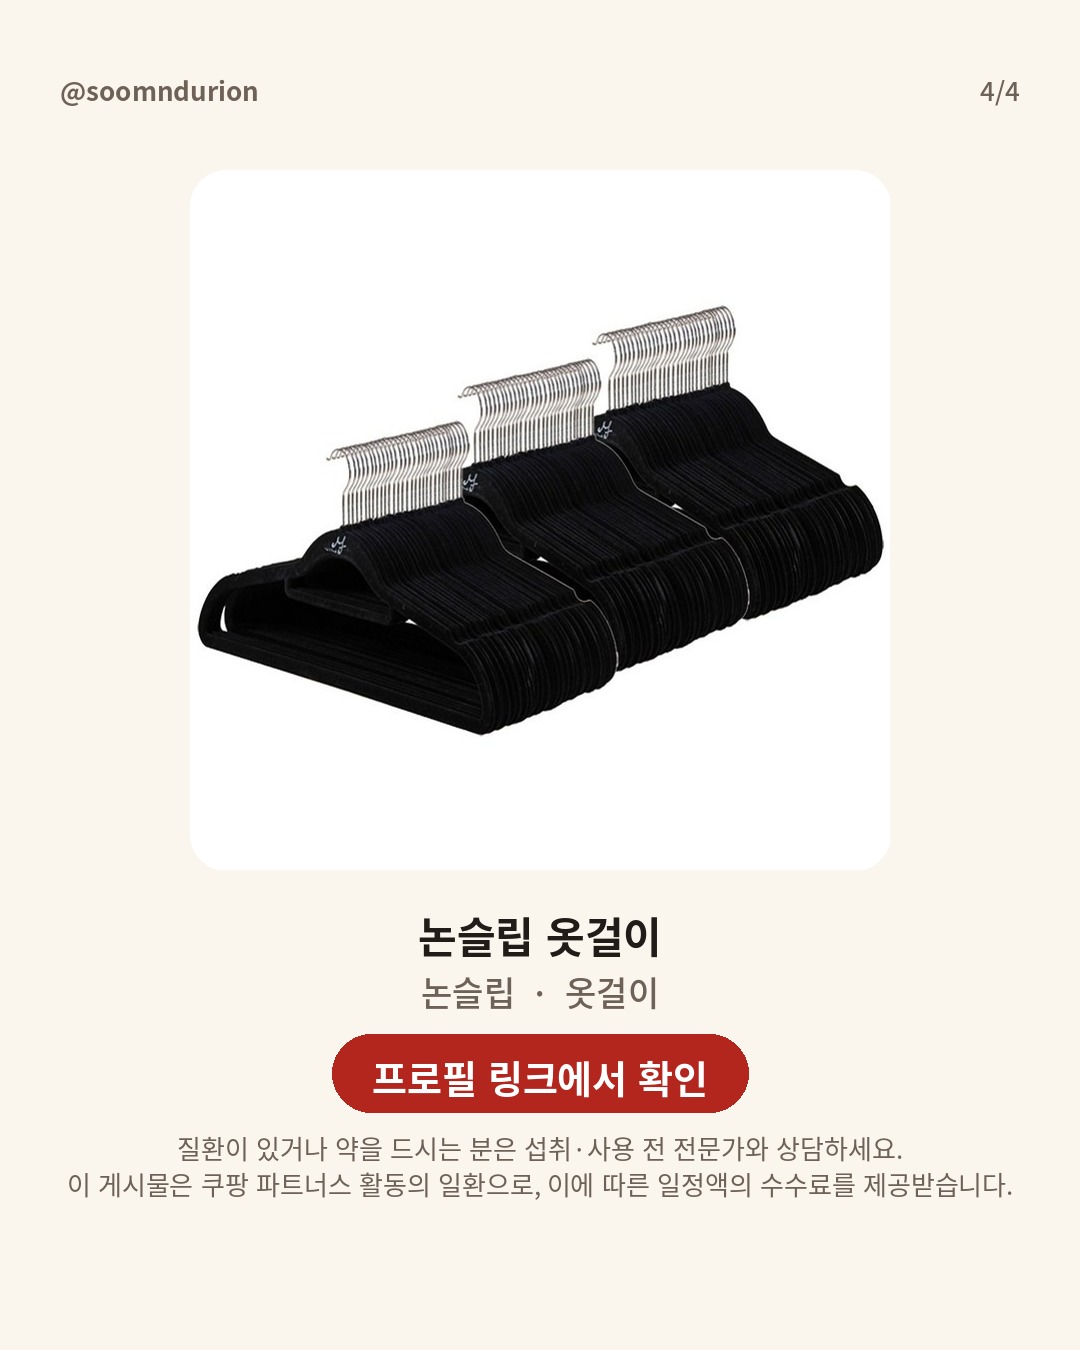 @soomndurion
4/4
논슬립 옷걸이
논슬립 · 옷걸이
프로필 링크에서 확인
질환이 있거나 약을 드시는 분은 섭취·사용 전 전문가와 상담하세요.
이 게시물은 쿠팡 파트너스 활동의 일환으로, 이에 따른 일정액의 수수료를 제공받습니다.